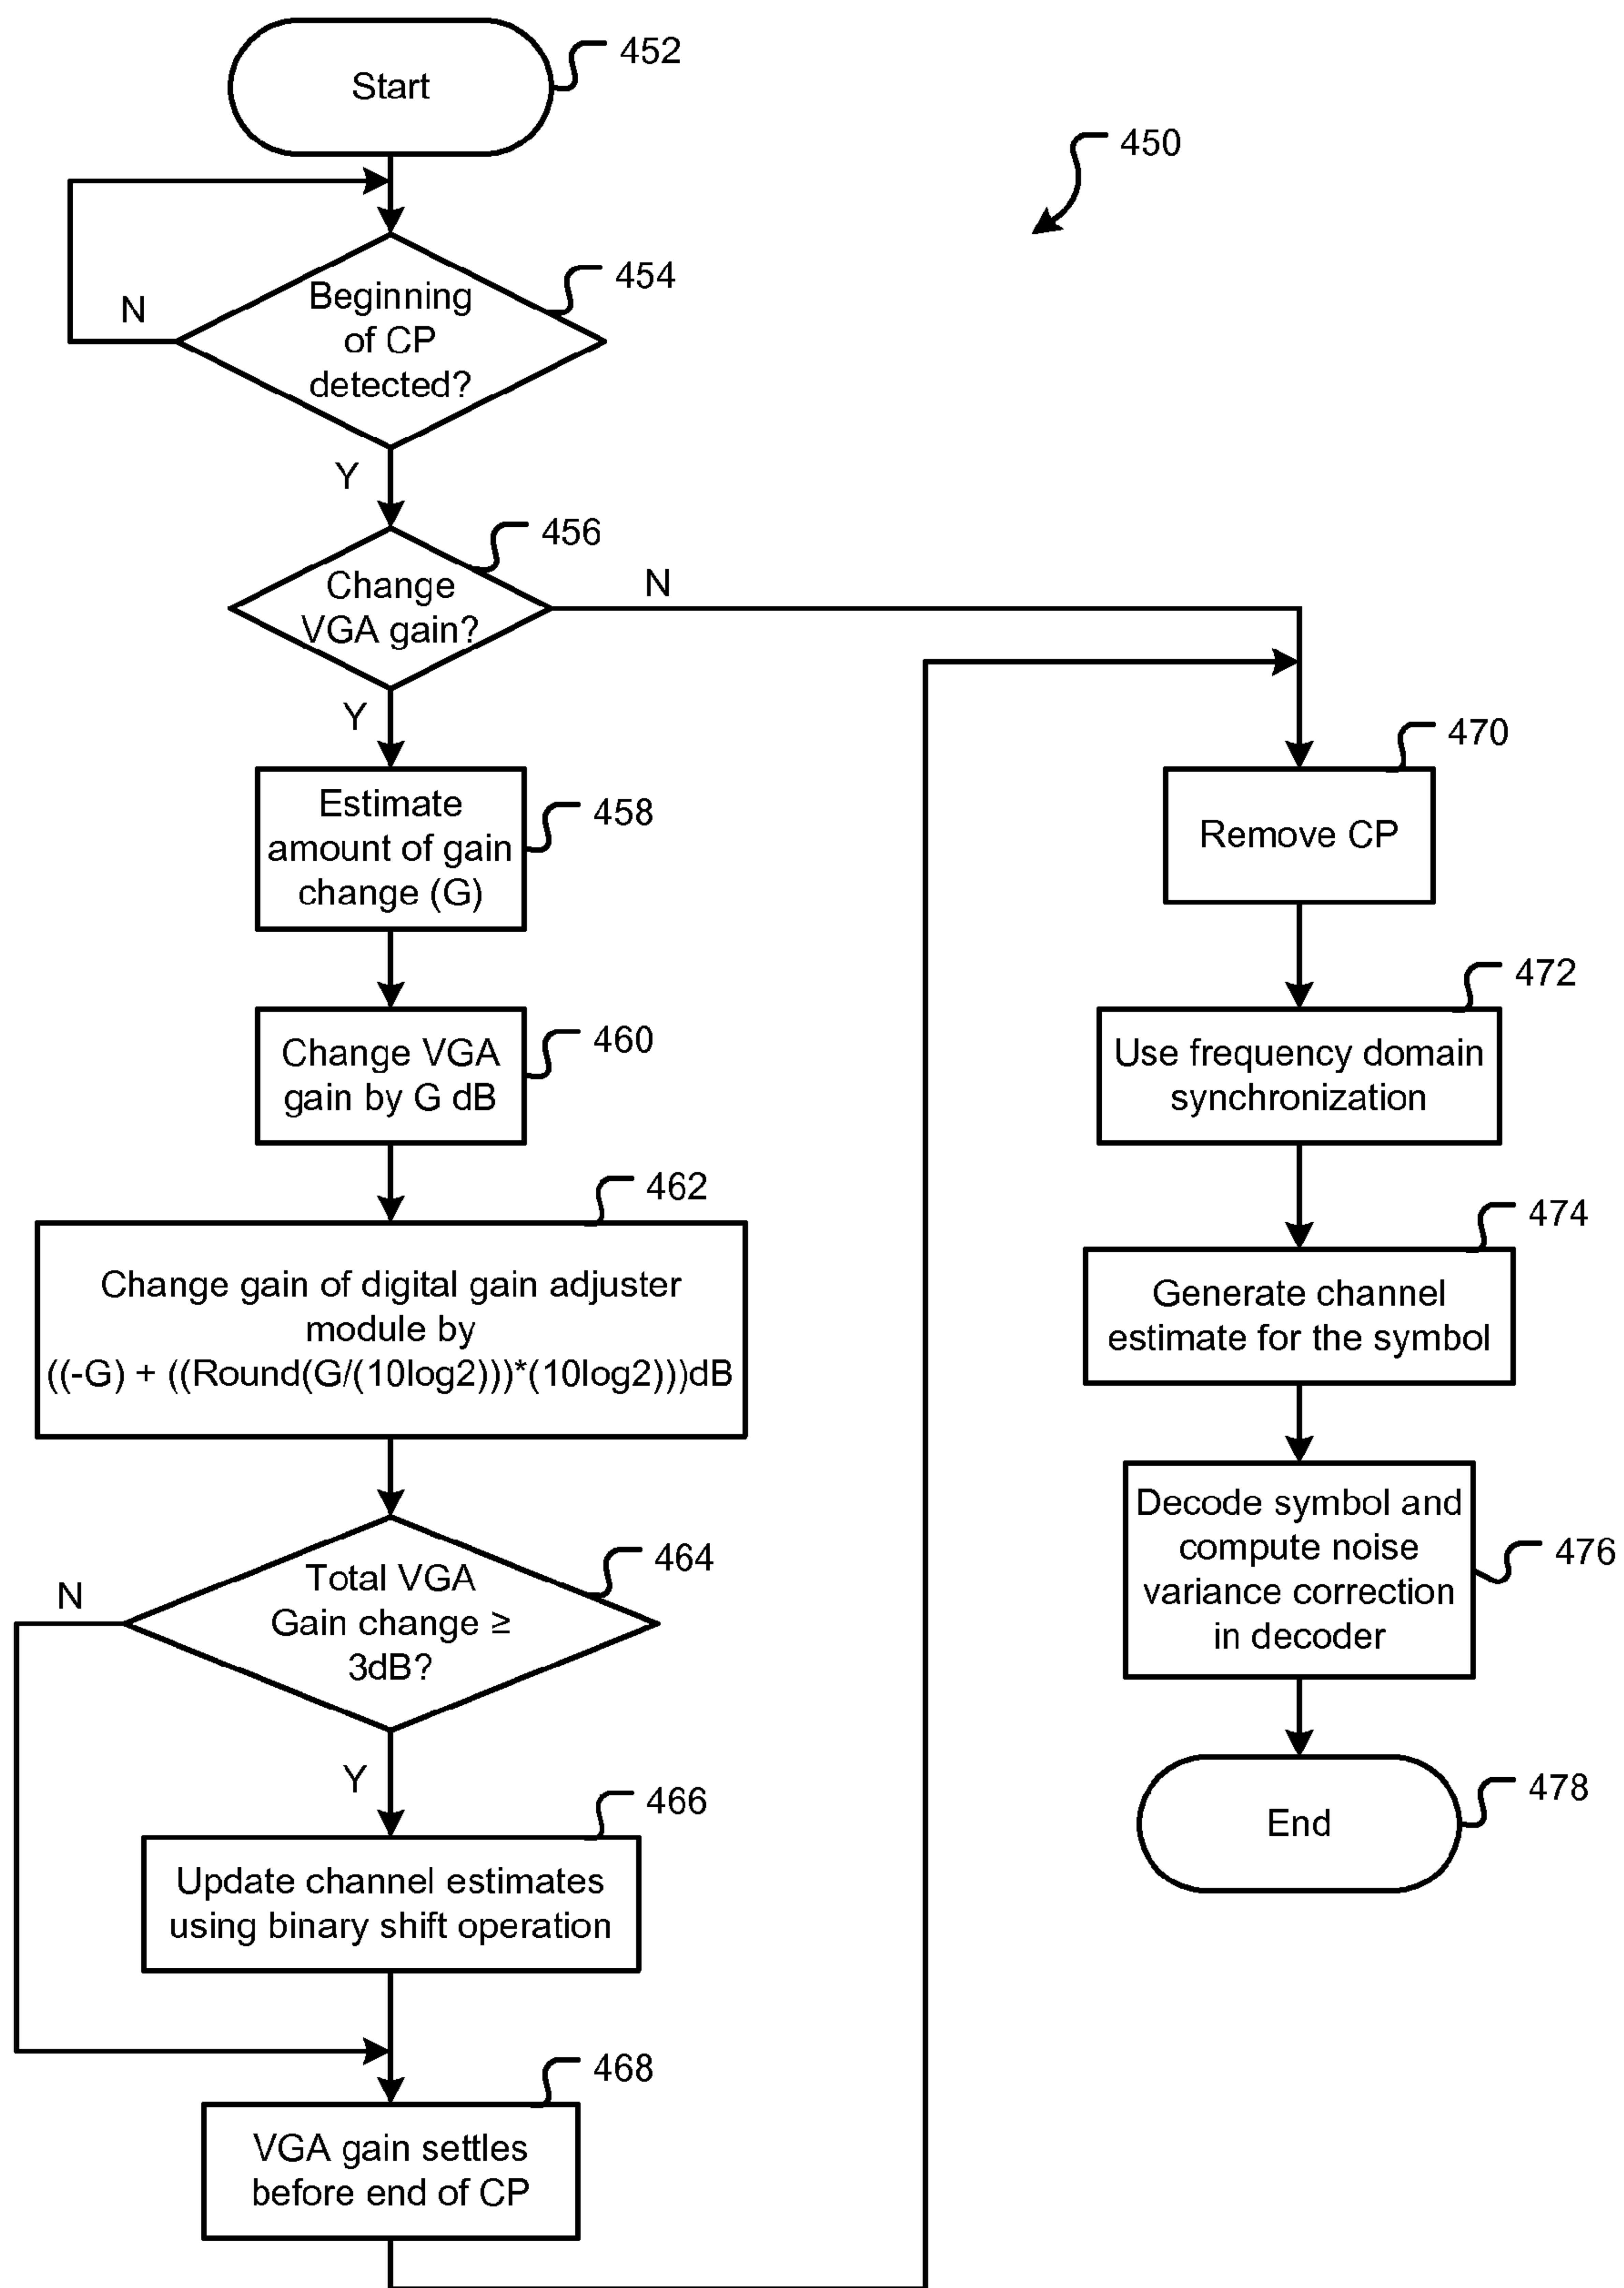 Start
452
450
454
Beginning
of CP
detected?
N
Y
456
Change
VGA gain?
N
Y
458
Estimate
amount of gain
change (G)
460
Change VGA
gain by G dB
462
Change gain of digital gain adjuster
module by
((-G) + ((Round(G/(10log2)))*(10log2)))dB
464
Total VGA
Gain change ≥
3dB?
N
Y
466
Update channel estimates
using binary shift operation
468
VGA gain settles
before end of CP
470
Remove CP
472
Use frequency domain
synchronization
474
Generate channel
estimate for the symbol
Decode symbol and
compute noise
variance correction
in decoder
476
478
End